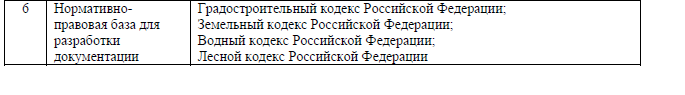 6 Нормативно- Градостроительный кодекс Российской Федерации;
правовая база для Земельный кодекс Российской Федерации;
разработки Водный кодекс Российской Федерации;
документации Лесной кодекс Российской Федерации